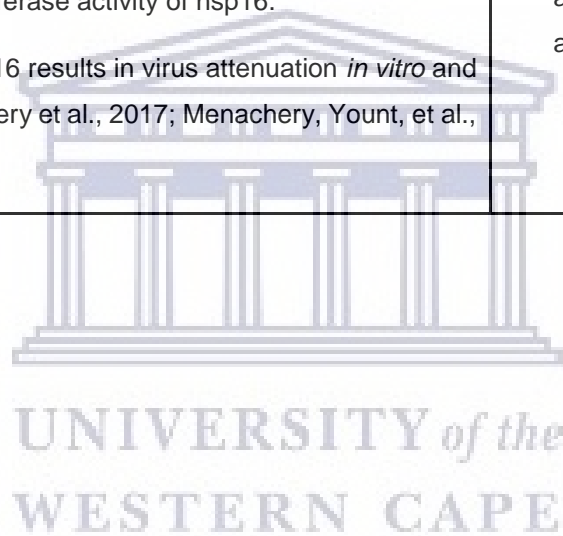 erase activity of nsp16.
16 results in virus attenuation in vitro and
ery et al., 2017; Menachery, Yount, et al.,
UNIVERSITY of the
WESTERN CAPE